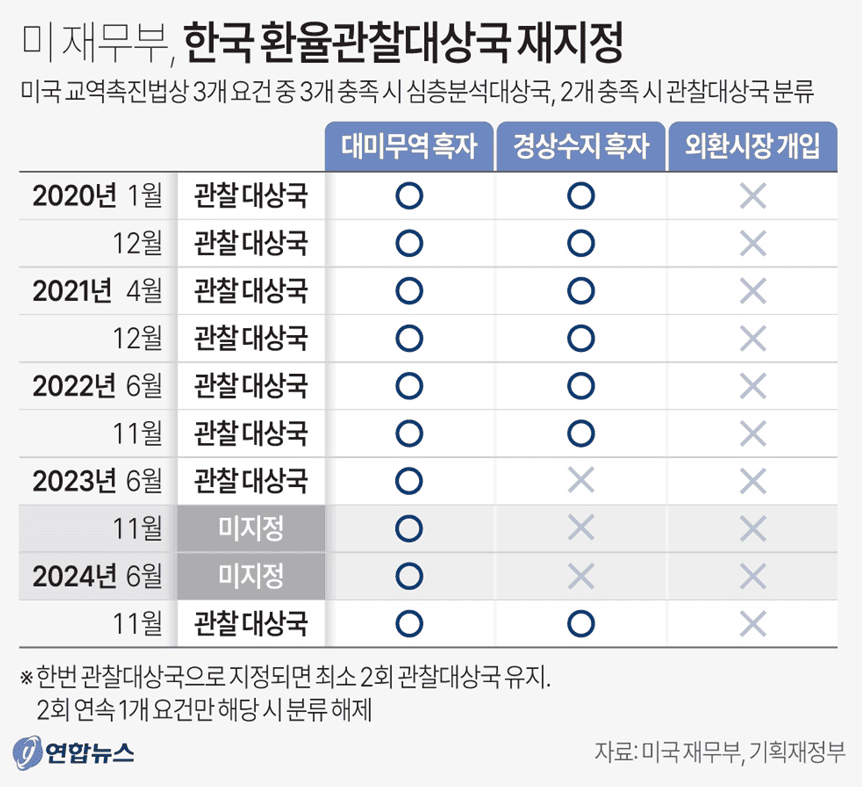 미 재무부, 한국 환율관찰대상국 재지정
미국 교역촉진법상 3개 요건 중 3개 충족 시 심층분석대상국, 2개 충족 시 관찰대상국 분류
대미무역 흑자 경상수지 흑자 외환시장 개입
2020년 1월 관찰 대상국 ○ ○ ×
12월 관찰 대상국 ○ ○ ×
2021년 4월 관찰 대상국 ○ ○ ×
12월 관찰 대상국 ○ ○ ×
2022년 6월 관찰 대상국 ○ ○ ×
11월 관찰 대상국 ○ ○ ×
2023년 6월 관찰 대상국 ○ × ×
11월 미지정 ○ × ×
2024년 6월 미지정 ○ × ×
11월 관찰 대상국 ○ ○ ×
※ 한번 관찰대상국으로 지정되면 최소 2회 관찰대상국 유지.
2회 연속 1개 요건만 해당 시 분류 해제
y 연합뉴스
자료: 미국 재무부, 기획재정부